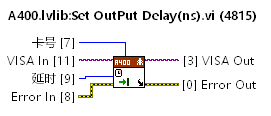 A400.lvlib:Set OutPut Delay(ns).vi (4815)
卡号 [7]
VISA In [11]
延时 [9]
Error In [8]
A400
[3] VISA Out
[0] Error Out